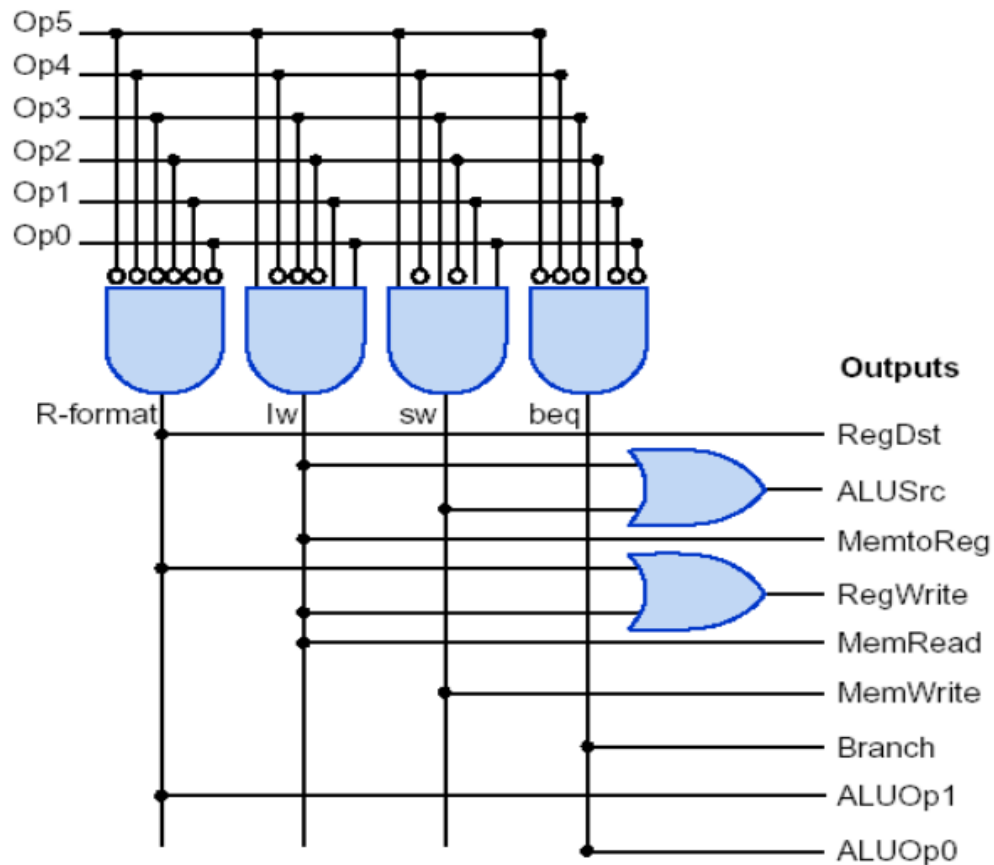 Op5
Op4
Op3
Op2
Op1
Op0
Outputs
R-format
lw
sw
beq
RegDst
ALUSrc
MemtoReg
RegWrite
MemRead
MemWrite
Branch
ALUOp1
ALUOp0